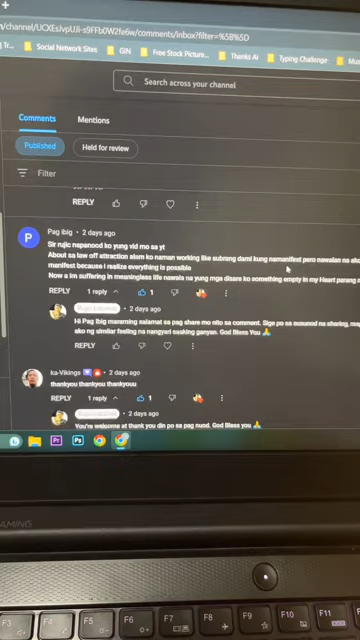 /channel/UCXEsJvpUJi-s9FFb0W2fe6w/comments/inbox?filter=%5B%5D
Tr...
Social Network Sites
GIN
Free Stock Picture...
Thanks Ai
Typing Challenge
Mus
Search across your channel
Comments
Mentions
Published
Held for review
Filter
REPLY
P
Pag ibig • 2 days ago
Sir rujic napanood ko yung vid mo sa yt
About sa law off attraction alam ko naman working like subrang dami kung namanifest pero nawalan na ako
manifest because i realize everything is possible
Now a im suffering in meaningless life nawala na yung mga disare ko something empty in my Heart parang a
REPLY
1 reply
1
• 2 days ago
Hi Pag Ibig maraming salamat sa pag share mo nito sa comment. Sige po sa susunod na sharing,
ako ng similar feeling na nangyari saaking ganyan. God Bless You 🙏
REPLY
ka-Vikings
• 2 days ago
thankyou thankyou thankyouu
REPLY
1 reply
1
• 2 days ago
You're welcome at thank you din po sa pag nuod. God Bless you 🙏
Pr
Ps
GAMING
F3
F4
F5
F6
F7
F8
F9
F10
F11